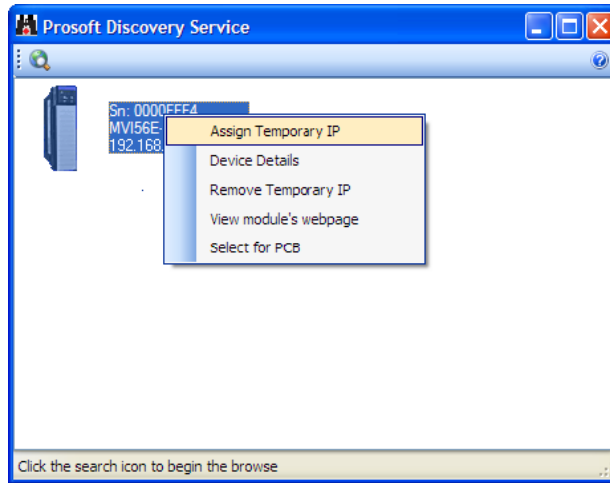 Prosoft Discovery Service
Sn: 0000FFF4
MVI56E-
192.168.
Assign Temporary IP
Device Details
Remove Temporary IP
View module's webpage
Select for PCB
Click the search icon to begin the browse